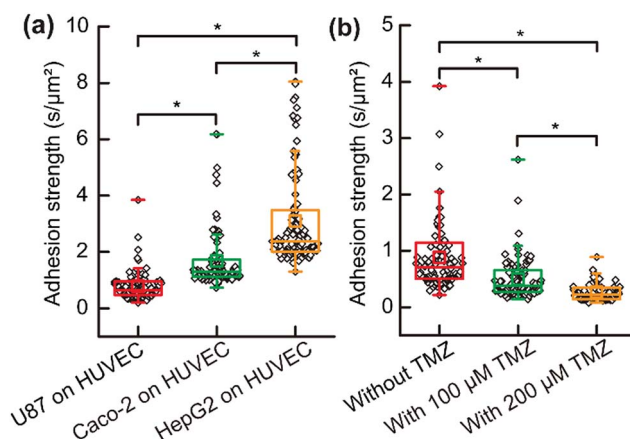 (a)
Adhesion strength (s/μm²)
10
8
6
4
2
0
*
*
*
U87 on HUVEC
Caco-2 on HUVEC
HepG2 on HUVEC
(b)
Adhesion strength (s/μm²)
5
4
3
2
1
0
*
*
*
Without TMZ
With 100 μM TMZ
With 200 μM TMZ